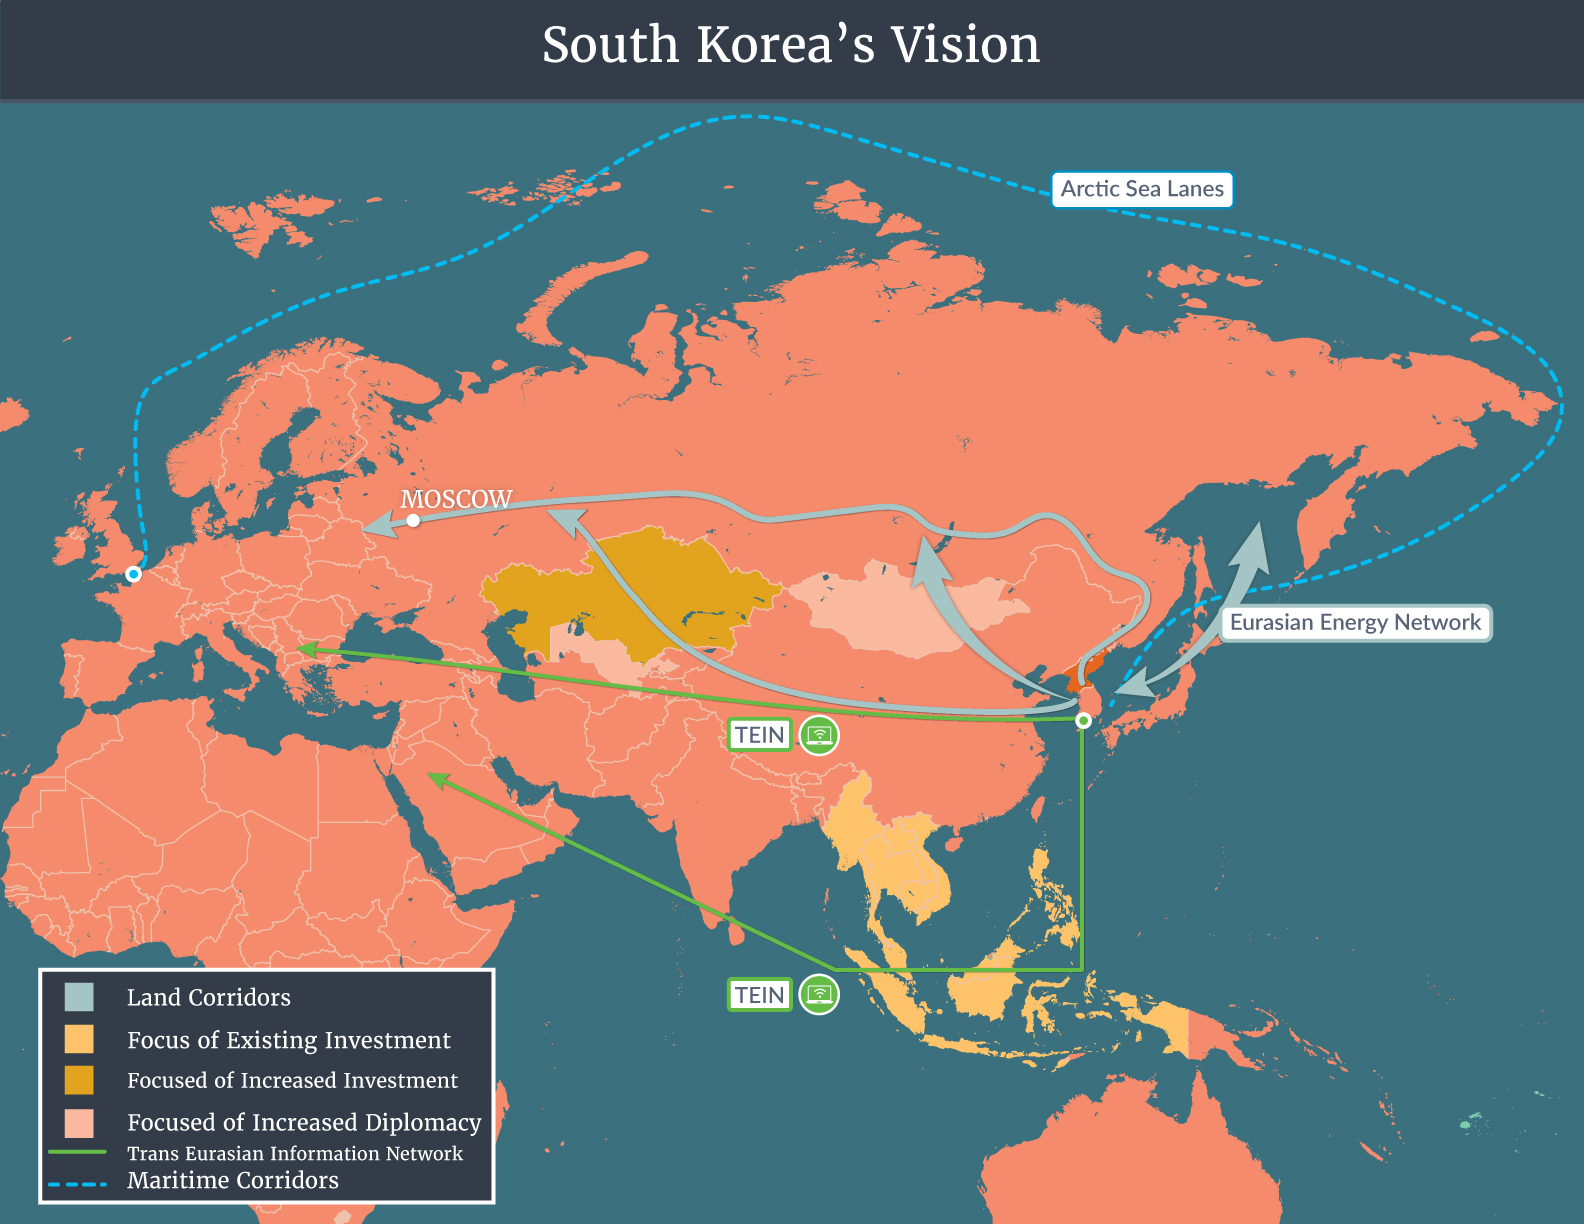 South Korea’s Vision
Arctic Sea Lanes
MOSCOW
Eurasian Energy Network
TEIN
TEIN
Land Corridors
Focus of Existing Investment
Focused of Increased Investment
Focused of Increased Diplomacy
Trans Eurasian Information Network
Maritime Corridors